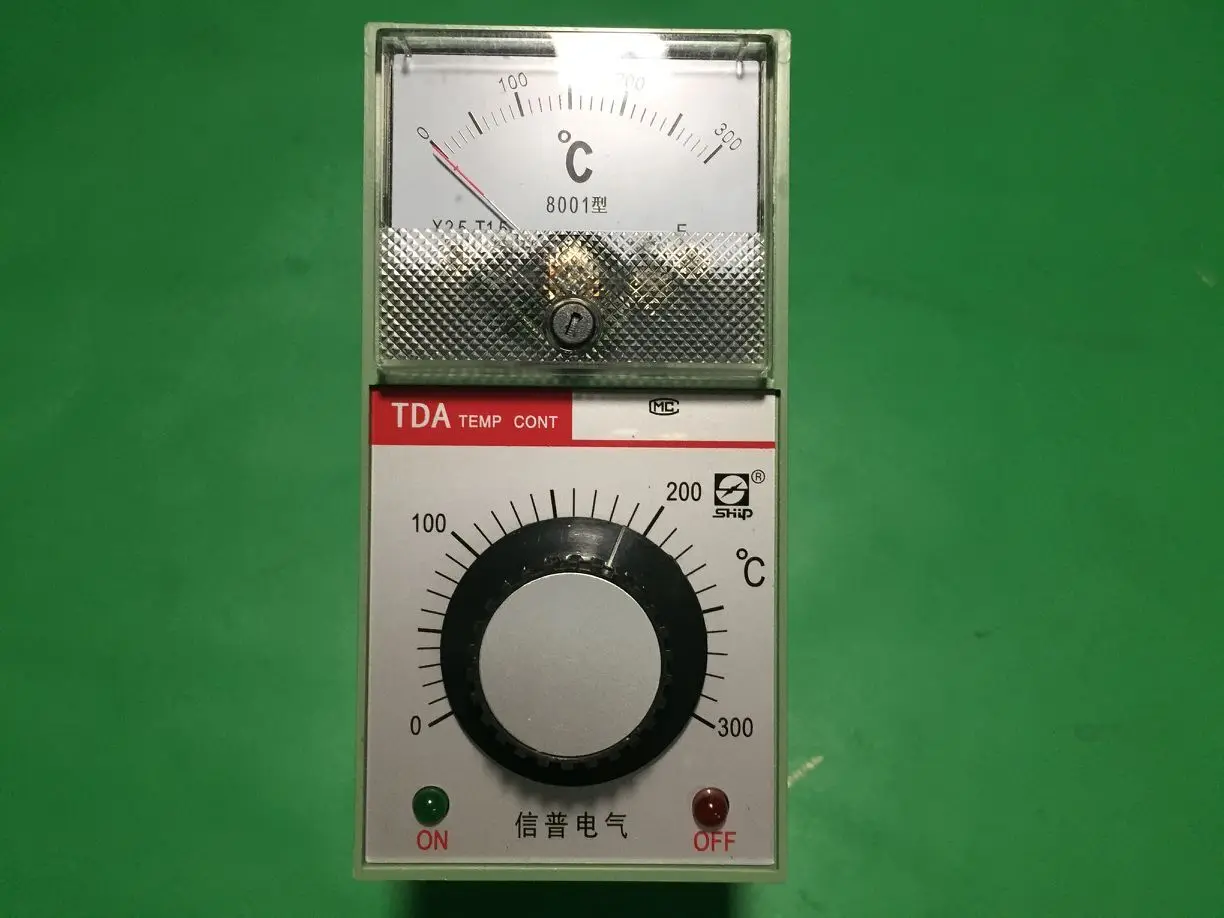 0 100 200 300
℃
8001型
TDA TEMP CONT
MC
0 100 200 300
SHIP ®
℃
ON
信普电气
OFF